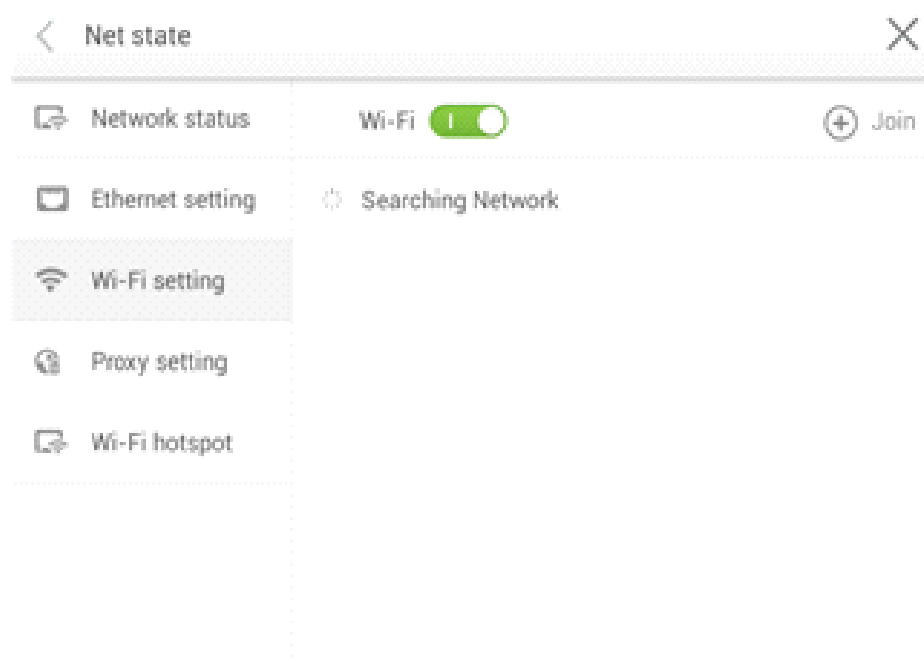 Net state
Network status
Ethernet setting
Wi-Fi setting
Proxy setting
Wi-Fi hotspot
Wi-Fi
Join
Searching Network